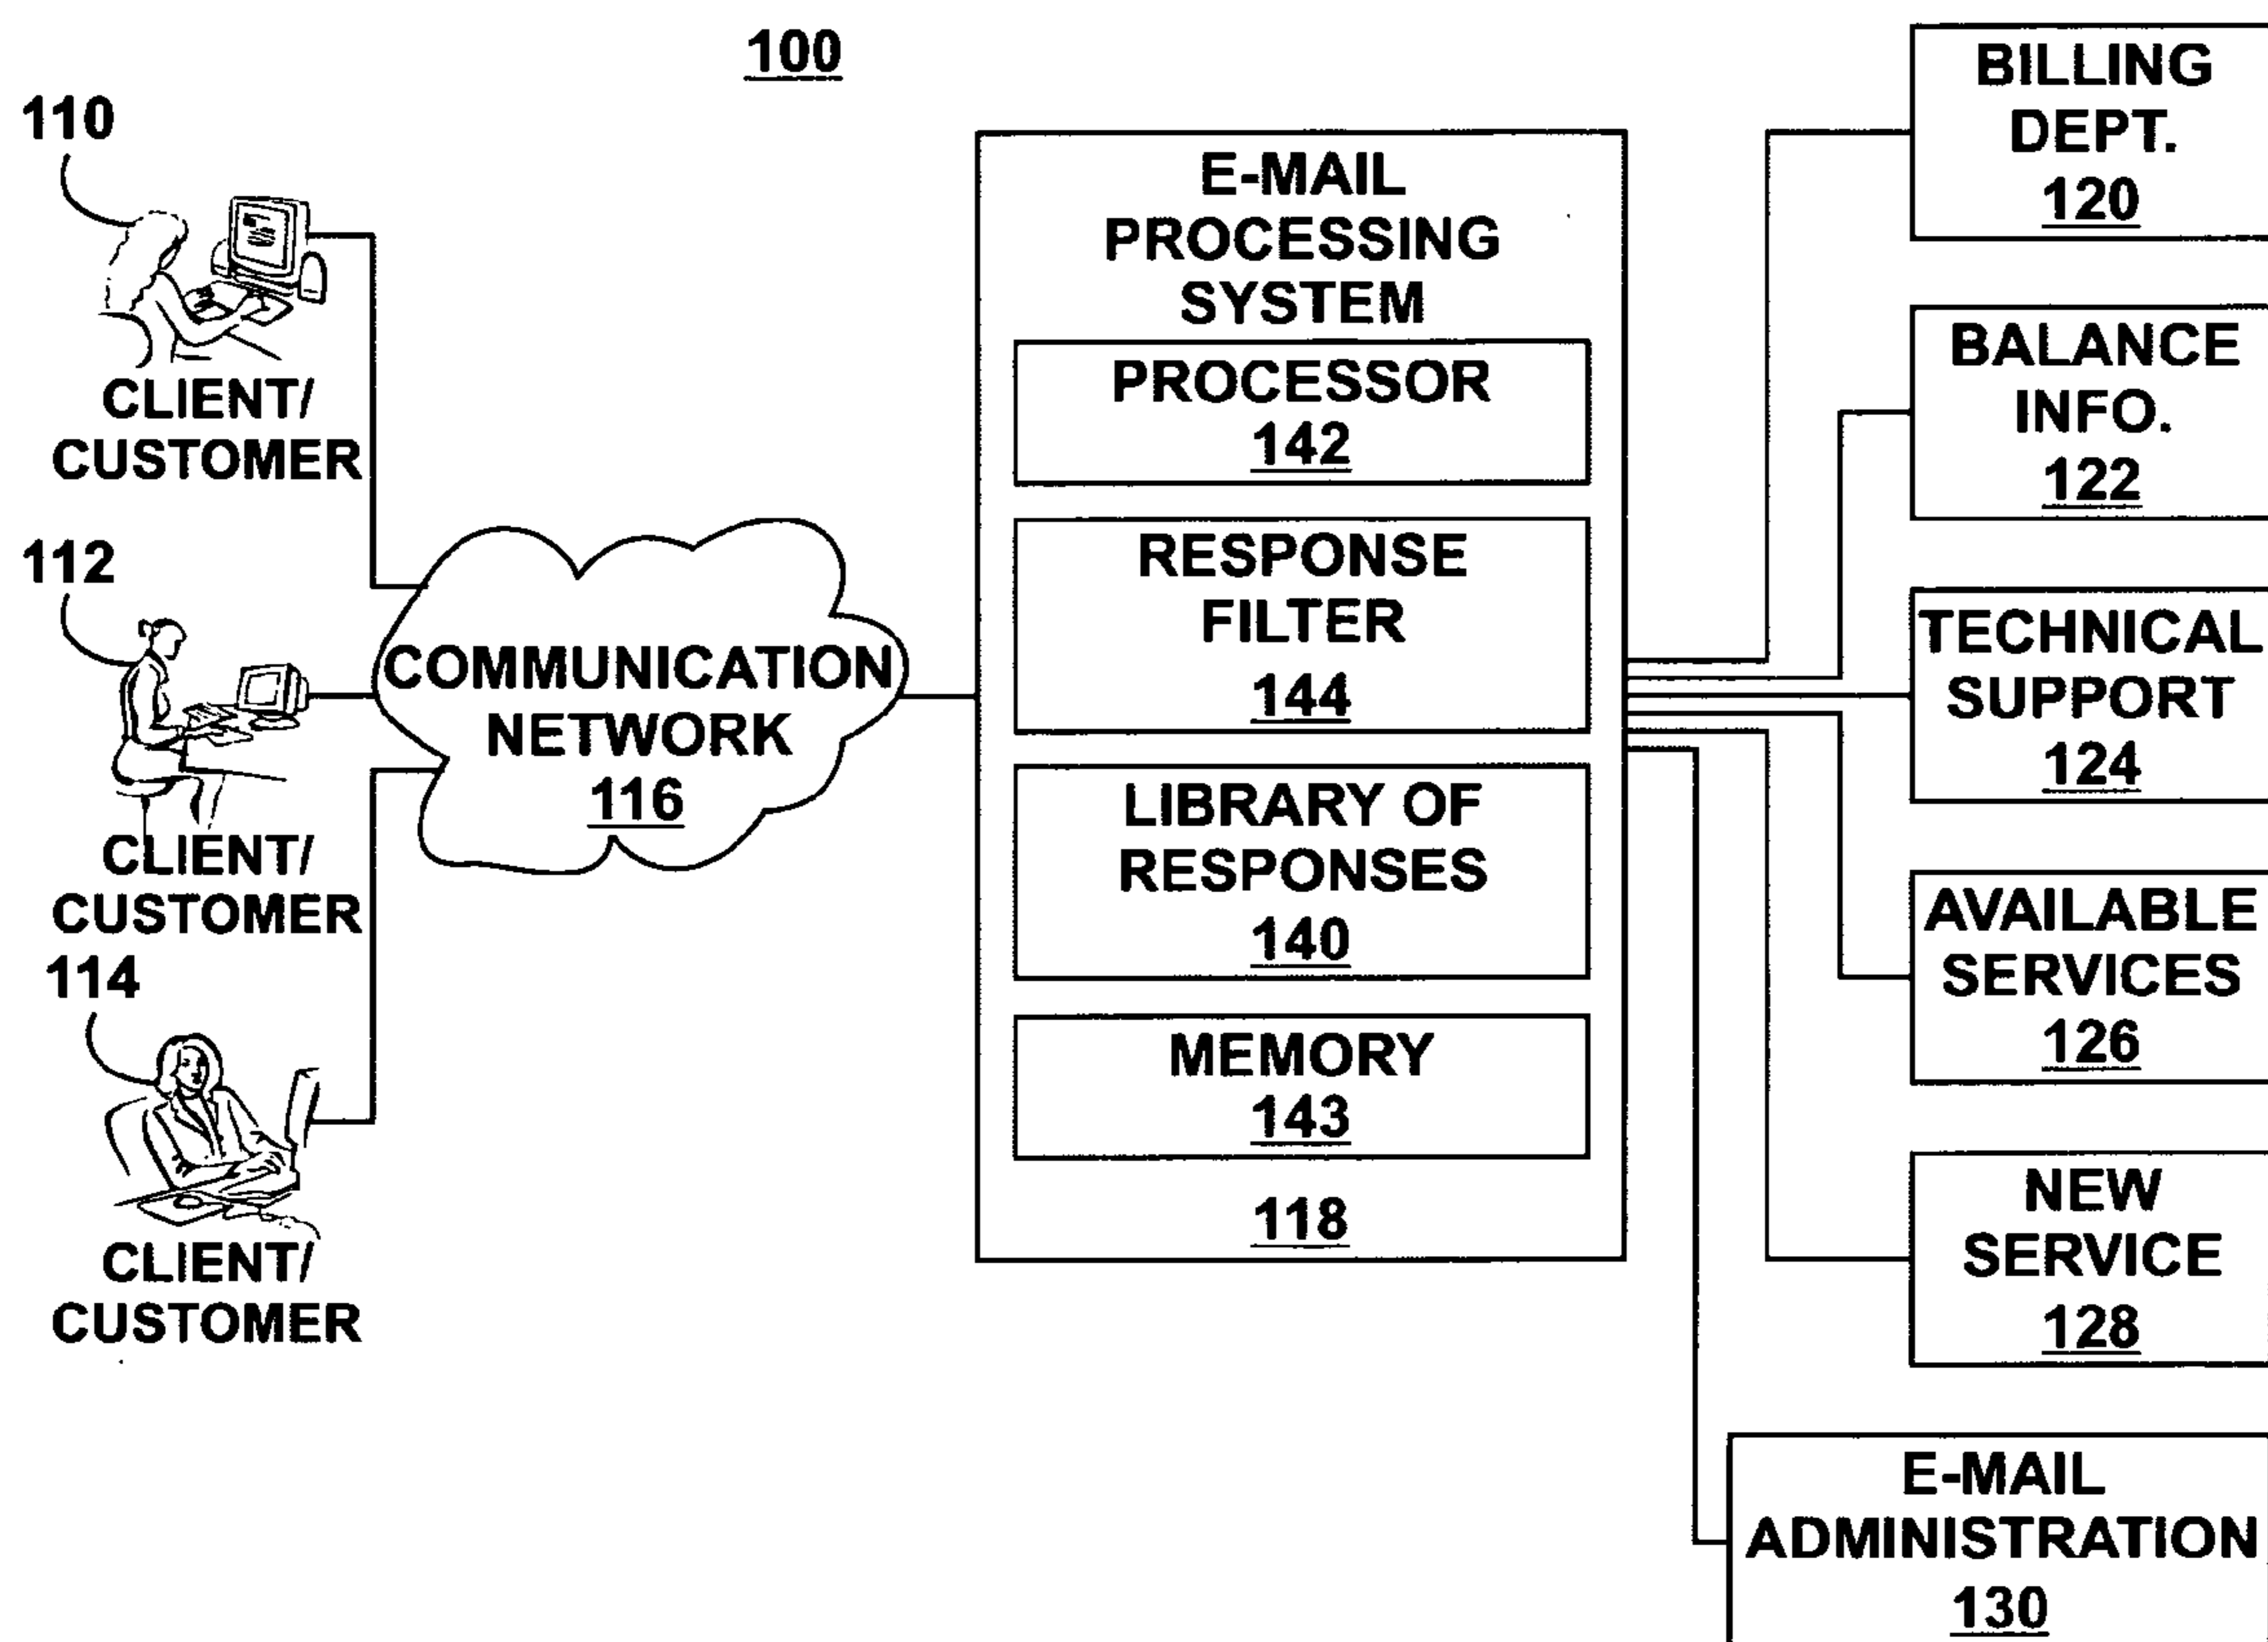 100
110
CLIENT/
CUSTOMER
112
CLIENT/
CUSTOMER
114
CLIENT/
CUSTOMER
COMMUNICATION
NETWORK
116
E-MAIL
PROCESSING
SYSTEM
PROCESSOR
142
RESPONSE
FILTER
144
LIBRARY OF
RESPONSES
140
MEMORY
143
118
BILLING
DEPT.
120
BALANCE
INFO.
122
TECHNICAL
SUPPORT
124
AVAILABLE
SERVICES
126
NEW
SERVICE
128
E-MAIL
ADMINISTRATION
130